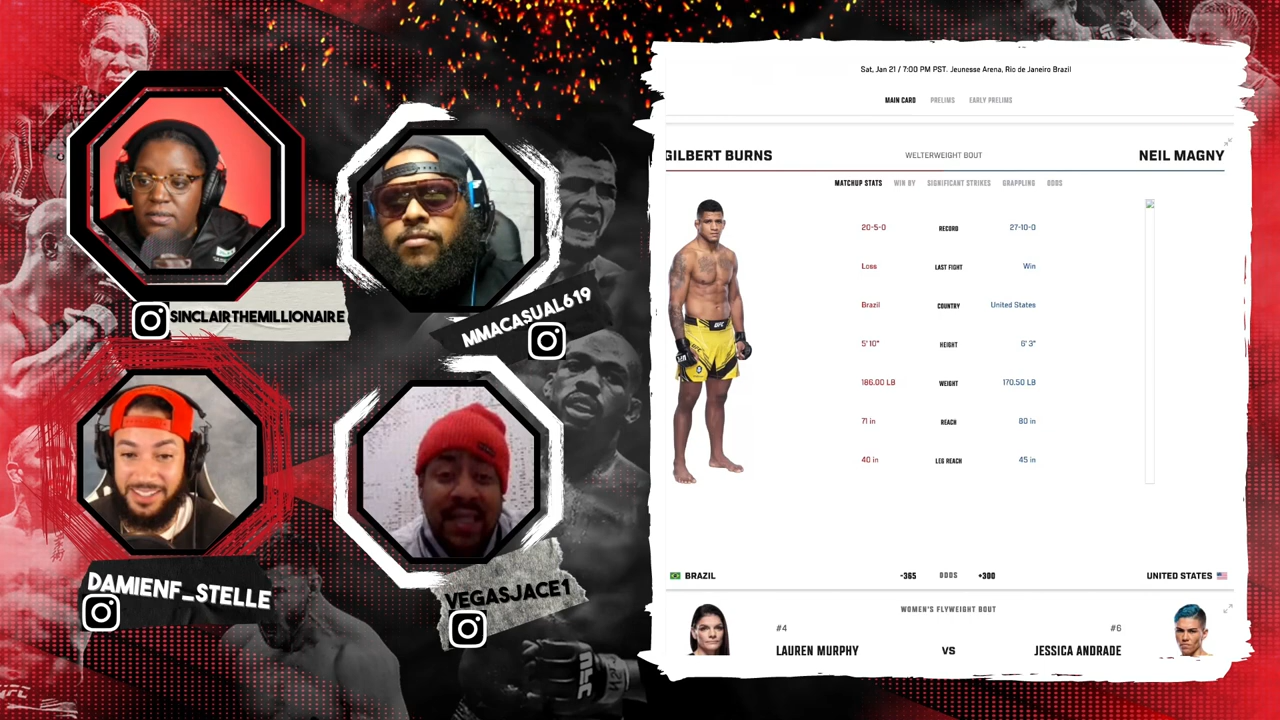 SINCLAIRTHEMILLIONAIRE
MMACASUAL619
DAMIENF_STELLE
VEGASJACE1
Sat, Jan 21 / 7:00 PM PST. Jeunesse Arena, Rio de Janeiro Brazil
MAIN CARD PRELIMS EARLY PRELIMS
GILBERT BURNS WELTERWEIGHT BOUT NEIL MAGNY
MATCHUP STATS WIN BY SIGNIFICANT STRIKES GRAPPLING ODDS
20-5-0 RECORD 27-10-0
Loss LAST FIGHT Win
Brazil COUNTRY United States
5' 10" HEIGHT 6' 3"
186.00 LB WEIGHT 170.50 LB
71 in REACH 80 in
40 in LEG REACH 45 in
BRAZIL -365 ODDS +300 UNITED STATES
WOMEN'S FLYWEIGHT BOUT
#4 #6
LAUREN MURPHY VS JESSICA ANDRADE
UFC
UFC